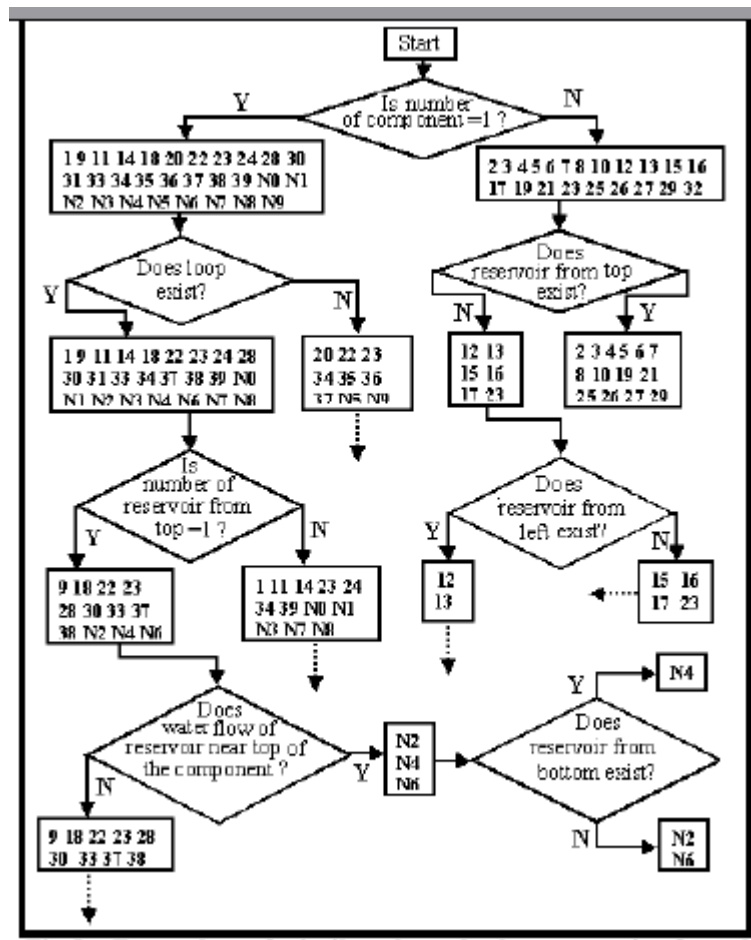 Start
Is number
of component=1 ?
Y
N
1 9 11 14 18 20 22 23 24 28 30
31 33 34 35 36 37 38 39 N0 N1
N2 N3 N4 N5 N6 N7 N8 N9
2 3 4 5 6 7 8 10 12 13 15 16
17 19 21 23 25 26 27 29 32
Does loop
exist?
Y
N
Does
reservoir from top
exist?
N
Y
1 9 11 14 18 22 23 24 28
30 31 33 34 37 38 39 N0
N1 N2 N3 N4 N6 N7 N8
20 22 23
34 35 36
37 N5 N9
12 13
15 16
17 23
2 3 4 5 6 7
8 10 19 21
25 26 27 29
Is
number of
reservoir from
top=1 ?
Y
N
Does
reservoir from
left exist?
Y
N
9 18 22 23
28 30 33 37
38 N2 N4 N6
1 11 14 23 24
34 39 N0 N1
N3 N7 N8
12
13
15 16
17 23
Does
water flow of
reservoir near top of
the component ?
N
Y
N2
N4
N6
Does
reservoir from
bottom exist?
Y
N4
N
N2
N6
9 18 22 23 28
30 33 37 38